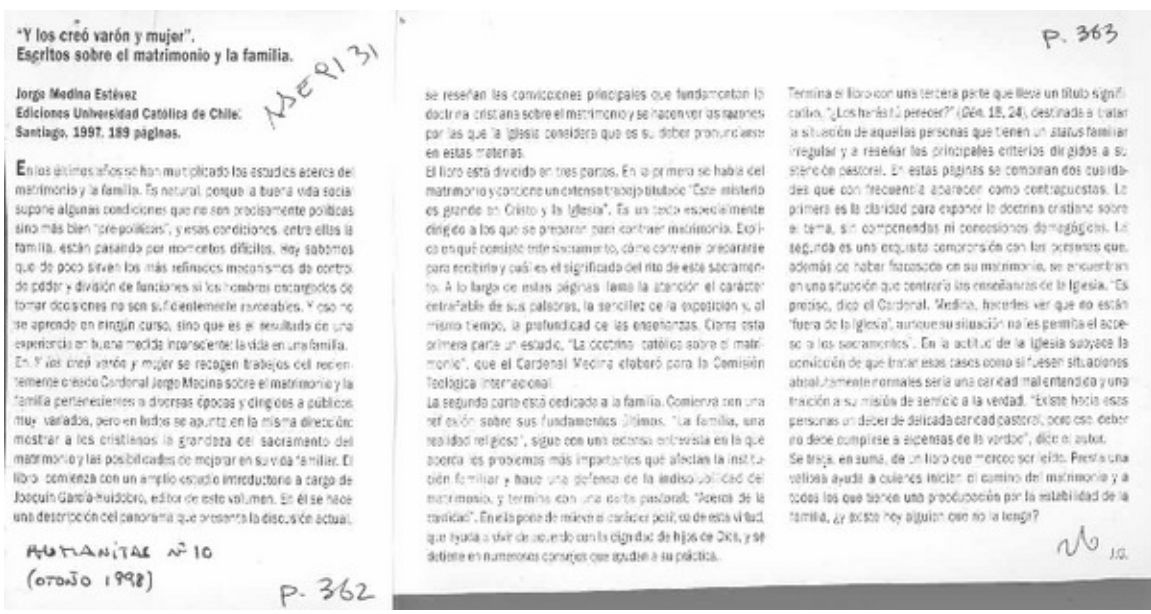 "Y los creó varón y mujer".
Escritos sobre el matrimonio y la familia.
Jorge Medina Estévez
Ediciones Universidad Católica de Chile.
Santiago, 1997. 189 páginas.
En los últimos años se han multiplicado los estudios acerca del
matrimonio y la familia. Es natural, porque la buena vida social
supone algunas condiciones que no son precisamente políticas
sino más bien "pre-políticas", y esas condiciones, entre ellas la
familia, están pasando por momentos difíciles. Hoy sabemos
que de poco sirven los más refinados mecanismos de control
de poder y división de funciones si los hombres encargados de
tomar decisiones no son suficientemente razonables. Y eso no
se aprende en ningún curso, sino que es el resultado de una
experiencia en buena medida inconsciente: la vida en una familia.
En Y los creó varón y mujer se recogen trabajos del recien-
temente creado Cardenal Jorge Medina sobre el matrimonio y la
familia pertenecientes a diversas épocas y dirigidos a públicos
muy variados, pero en todos se apunta en la misma dirección:
mostrar a los cristianos la grandeza del sacramento del
matrimonio y las posibilidades de mejorar en su vida familiar. El
libro comienza con un amplio estudio introductorio a cargo de
Joaquín García-Huidobro, editor de este volumen. En él se hace
una descripción del panorama que presenta la discusión actual,
HUMANITAS Nº 10
(OTOÑO 1998)
P. 362
P. 363
se reseñan las convicciones principales que fundamentan la
doctrina cristiana sobre el matrimonio y se hacen ver las razones
por las que la Iglesia considera que es su deber pronunciarse
en estas materias.
El libro está dividido en tres partes. En la primera se habla del
matrimonio y contiene un extenso trabajo titulado "Este misterio
es grande en Cristo y la Iglesia". Es un texto especialmente
dirigido a los que se preparan para contraer matrimonio. Expli-
ca en qué consiste este sacramento, cómo conviene prepararse
para recibirlo y cuál es el significado del rito de este sacramen-
to. A lo largo de estas páginas llama la atención el carácter
entrañable de sus palabras, la sencillez de la exposición y, al
mismo tiempo, la profundidad de las enseñanzas. Cierra esta
primera parte un estudio, "La doctrina católica sobre el matri-
monio", que el Cardenal Medina elaboró para la Comisión
Teológica Internacional.
La segunda parte está dedicada a la familia. Comienza con una
reflexión sobre sus fundamentos últimos, "La familia, una
realidad religiosa", sigue con una extensa entrevista en la que
acerca los problemas más importantes que afectan la institu-
ción familiar y hace una defensa de la indisolubilidad del
matrimonio, y termina con una carta pastoral: "Acerca de la
castidad". En ella pone de relieve el carácter positivo de esta virtud,
que ayuda a vivir de acuerdo con la dignidad de hijos de Dios, y se
detiene en numerosos consejos que ayudan a su práctica.
Termina el libro con una tercera parte que lleva un título signifi-
cativo, "¿Los harás tú perecer?" (Gén. 18, 24), destinada a tratar
la situación de aquellas personas que tienen un status familiar
irregular y a reseñar los principales criterios dirigidos a su
atención pastoral. En estas páginas se combinan dos cualida-
des que con frecuencia aparecen como contrapuestas. La
primera es la claridad para exponer la doctrina cristiana sobre
el tema, sin componendas ni concesiones demagógicas. La
segunda es una exquisita comprensión con las personas que,
además de haber fracasado en su matrimonio, se encuentran
en una situación que contraría las enseñanzas de la Iglesia. "Es
preciso, dice el Cardenal Medina, hacerles ver que no están
'fuera de la Iglesia', aunque su situación no les permita el acce-
so a los sacramentos". En la actitud de la Iglesia subyace la
convicción de que tratar esos casos como si fuesen situaciones
absolutamente normales sería una caridad mal entendida y una
traición a su misión de servicio a la verdad. "Existe hacia esas
personas un deber de delicada caridad pastoral, pero ese deber
no debe cumplirse a expensas de la verdad", dice el autor.
Se trata, en suma, de un libro que merece ser leído. Presta una
valiosa ayuda a quienes inician el camino del matrimonio y a
todos los que tienen una preocupación por la estabilidad de la
familia, ¿y existe hoy alguien que no la tenga?
J.G.